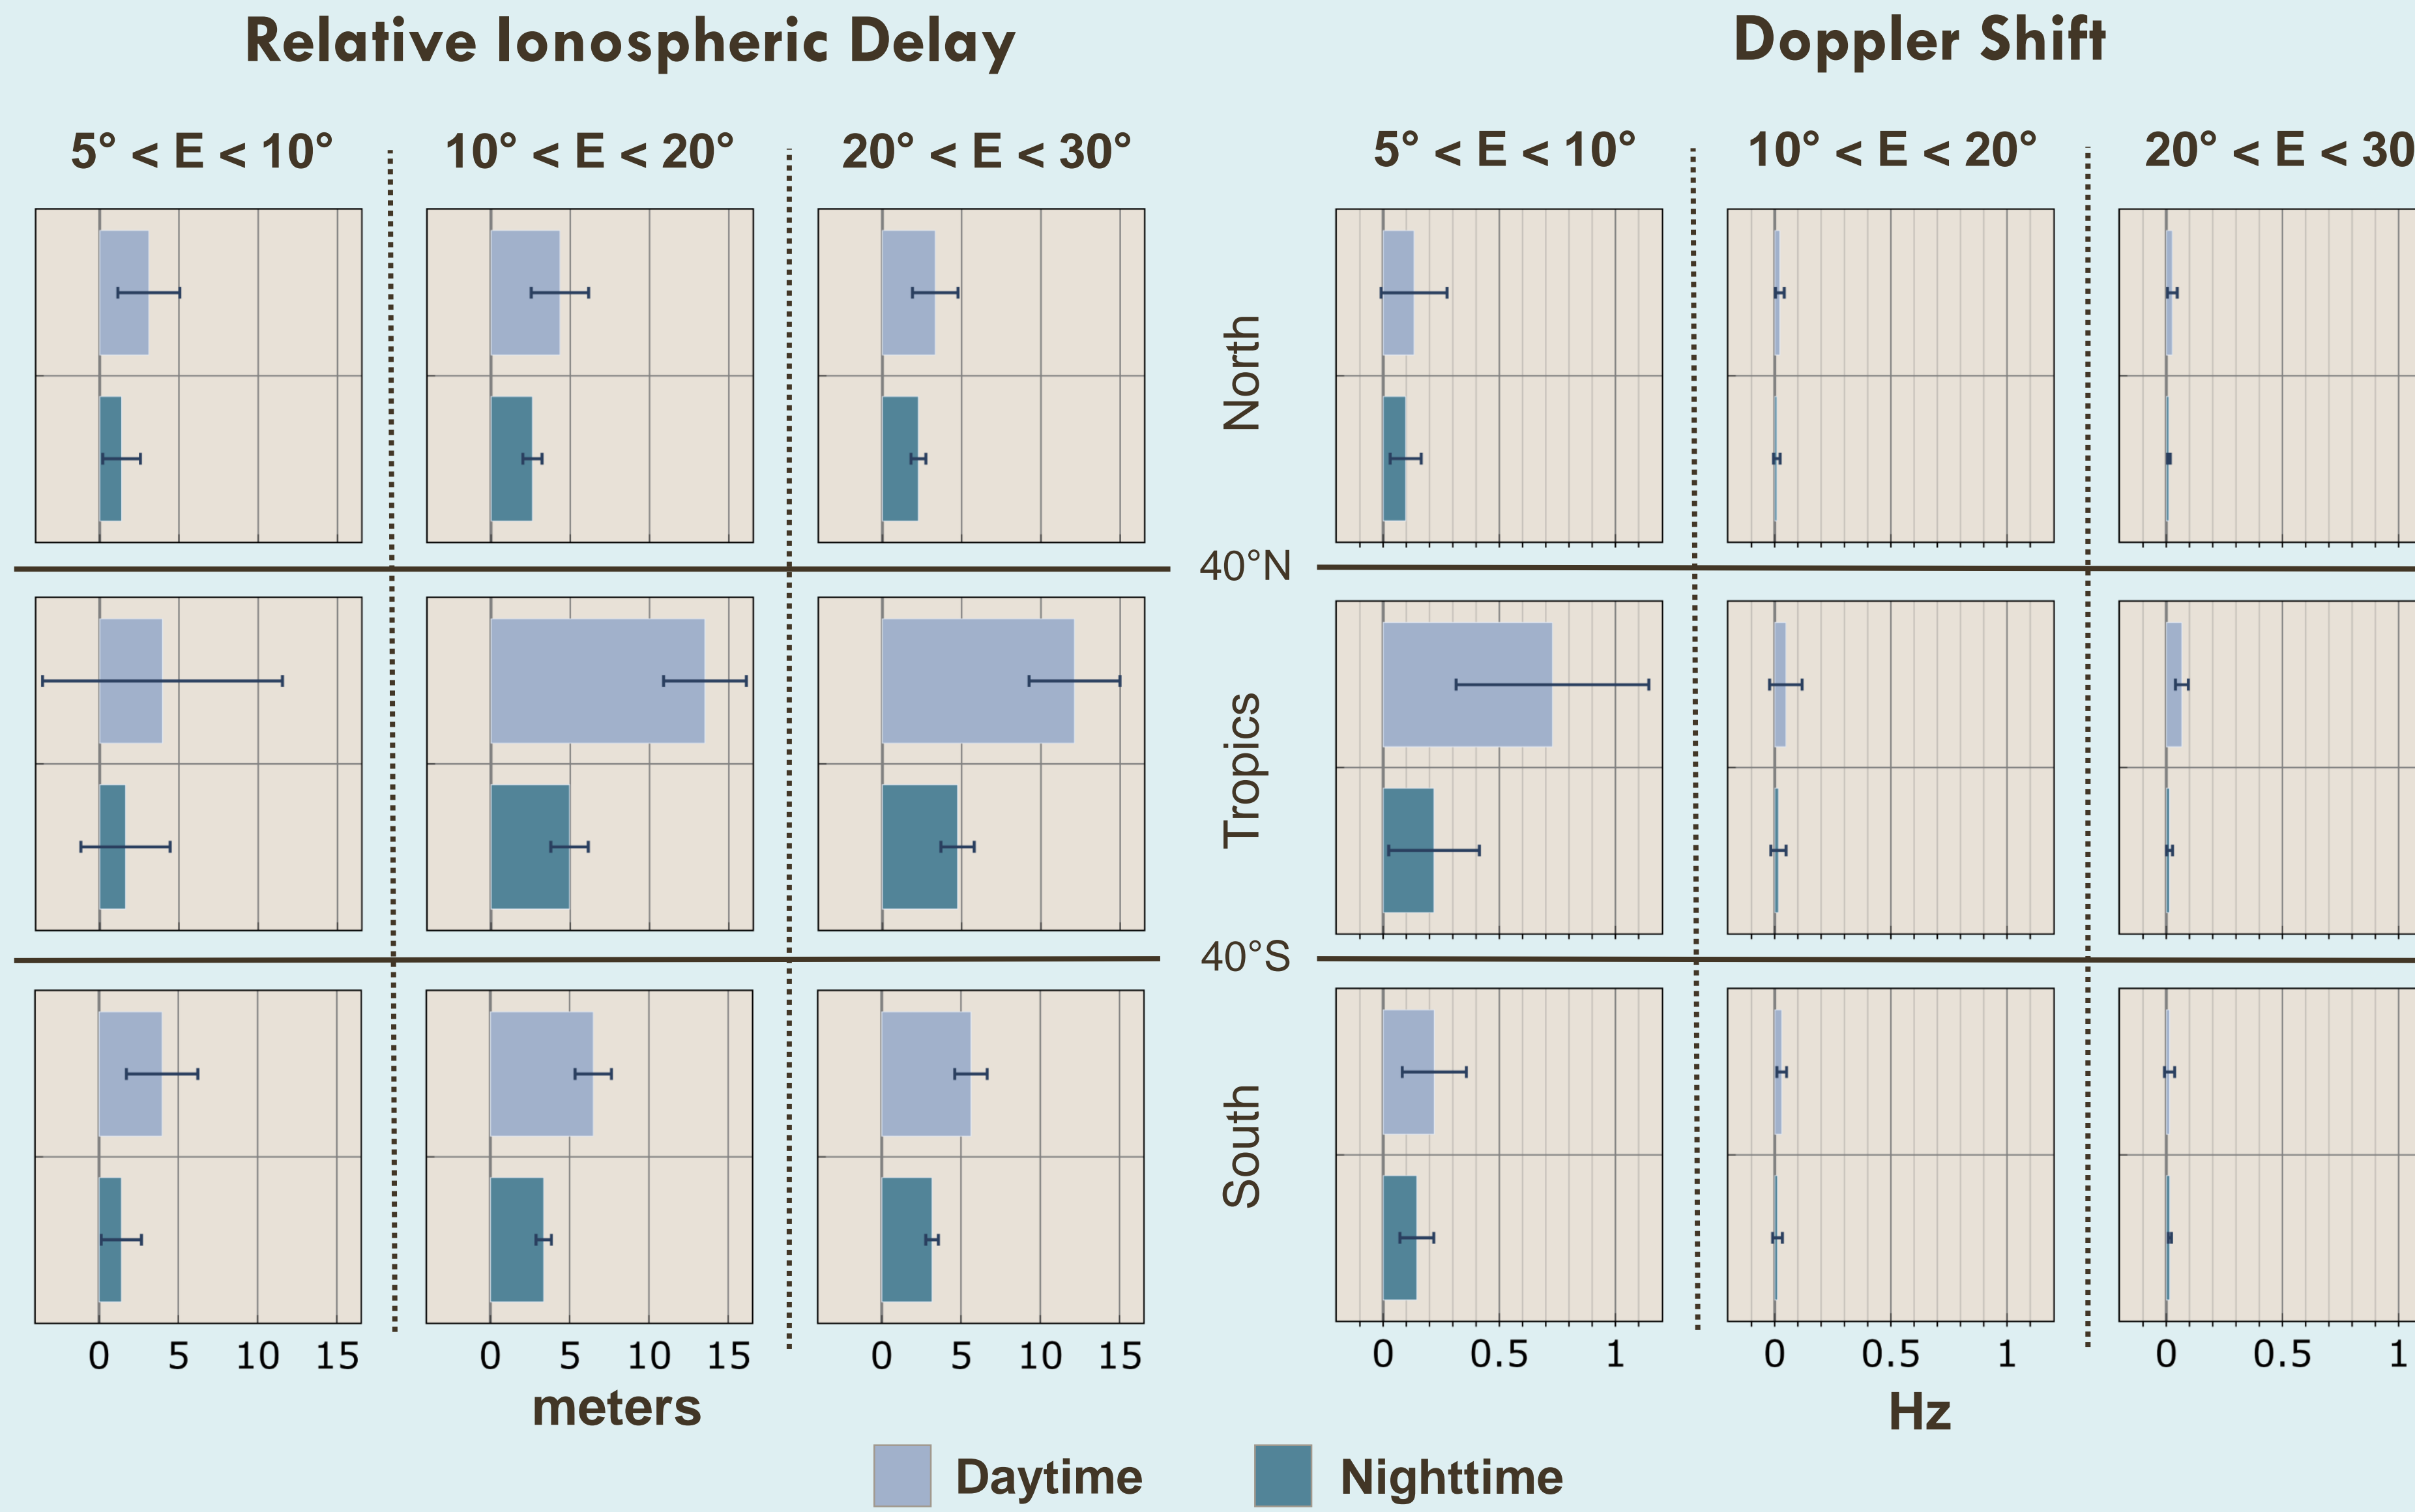 Relative Ionospheric Delay
Doppler Shift
5° < E < 10°
10° < E < 20°
20° < E < 30°
5° < E < 10°
10° < E < 20°
20° < E < 30
North
40°N
Tropics
40°S
South
0 5 10 15
0 5 10 15
0 5 10 15
0 0.5 1
0 0.5 1
0 0.5 1
meters
Hz
Daytime
Nighttime